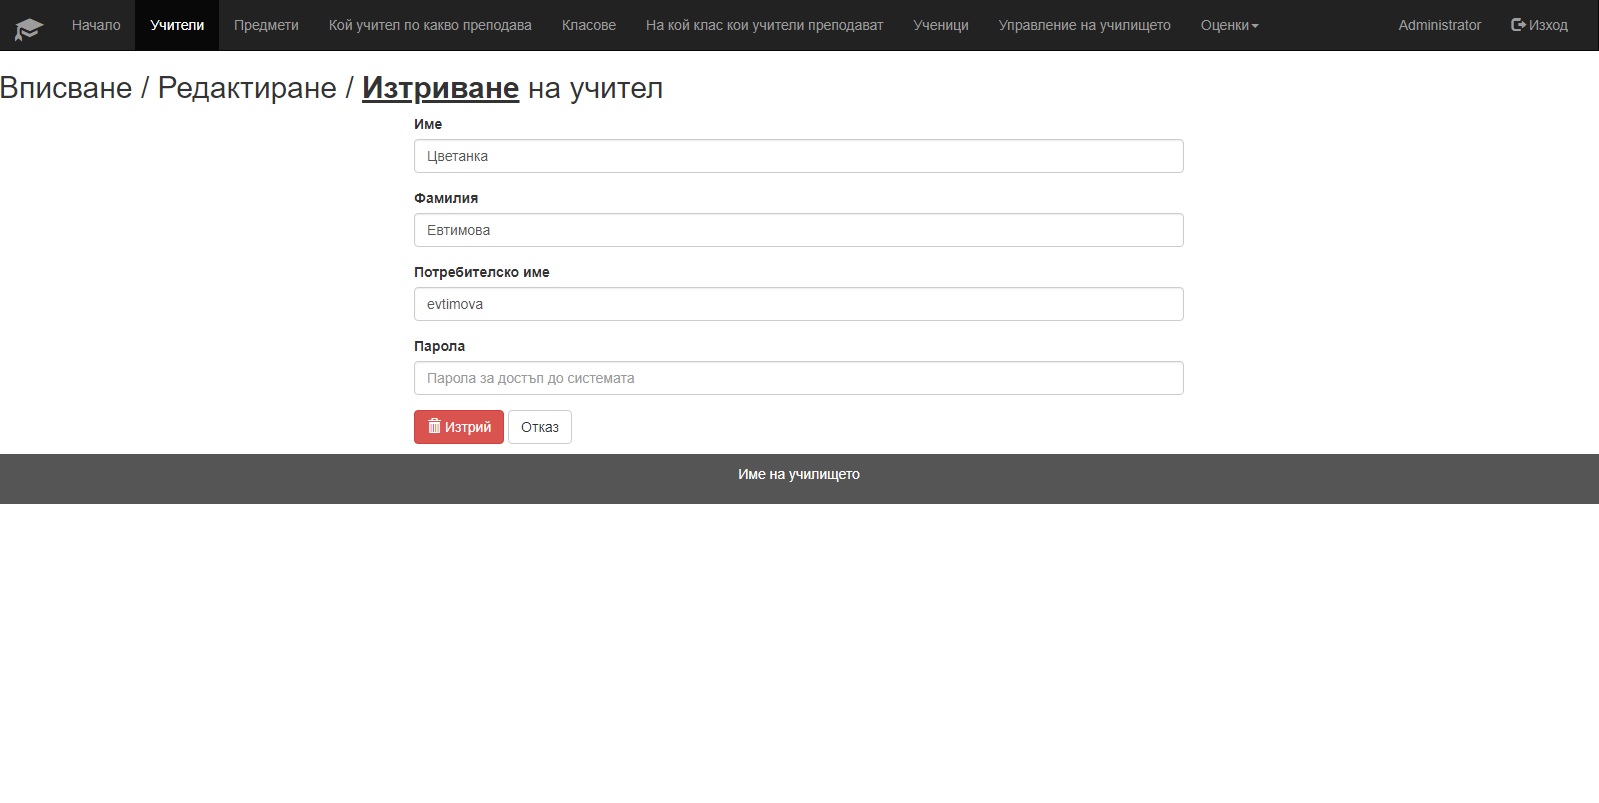 Начало Учители Предмети Кой учител по какво преподава Класове На кой клас кои учители преподават Ученици Управление на училището Оценки Administrator Изход
Вписване / Редактиране / Изтриване на учител
Име
Цветанка
Фамилия
Евтимова
Потребителско име
evtimova
Парола
Парола за достъп до системата
Изтрий Отказ
Име на училището